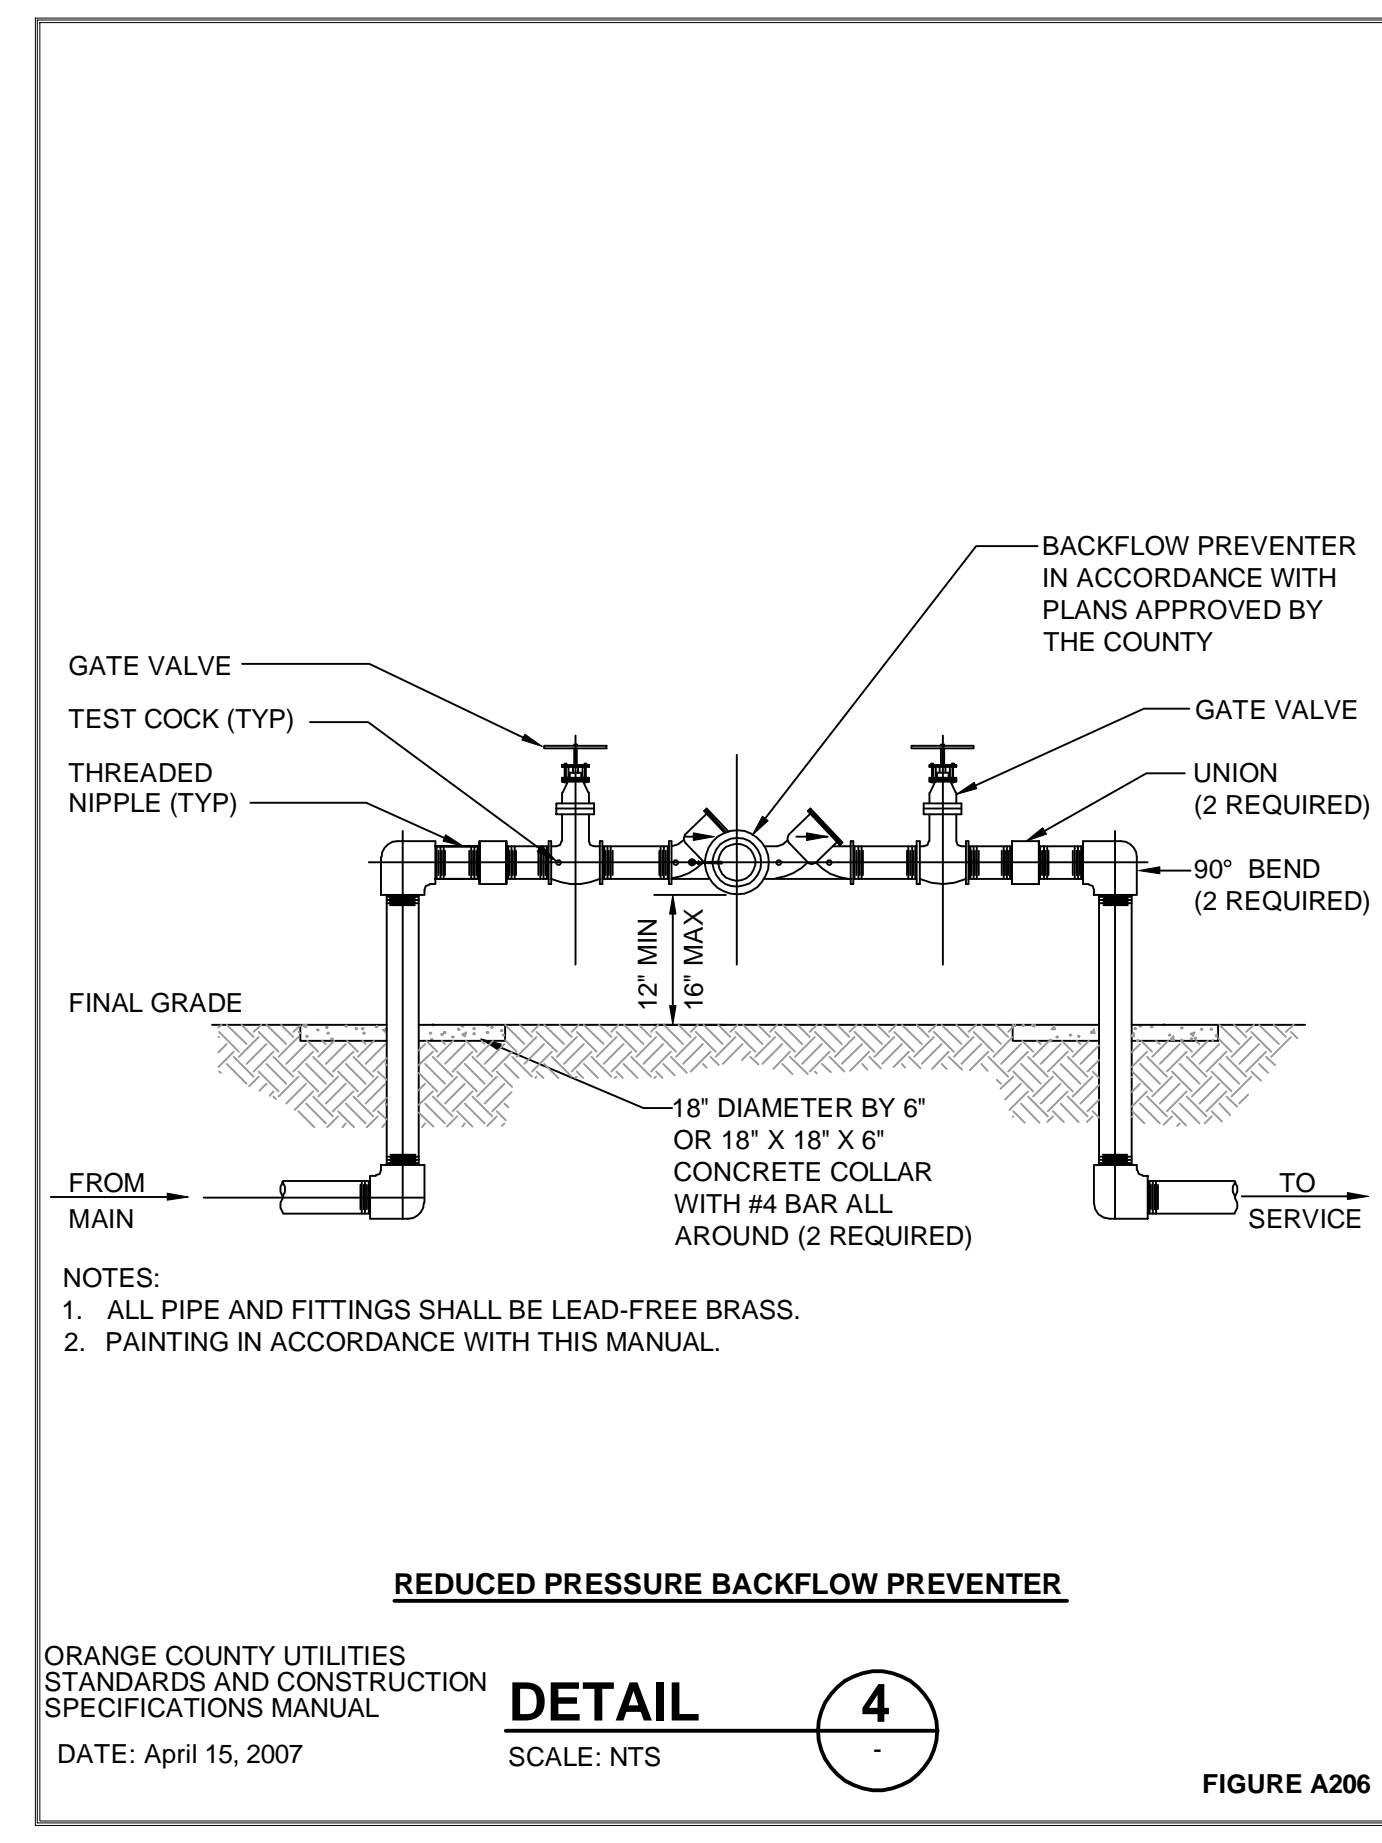 BACKFLOW PREVENTER
IN ACCORDANCE WITH
PLANS APPROVED BY
THE COUNTY
GATE VALVE
TEST COCK (TYP)
THREADED
NIPPLE (TYP)
GATE VALVE
UNION
(2 REQUIRED)
90° BEND
(2 REQUIRED)
12" MIN
16" MAX
FINAL GRADE
18" DIAMETER BY 6"
OR 18" X 18" X 6"
CONCRETE COLLAR
WITH #4 BAR ALL
AROUND (2 REQUIRED)
FROM
MAIN
TO
SERVICE
NOTES:
1. ALL PIPE AND FITTINGS SHALL BE LEAD-FREE BRASS.
2. PAINTING IN ACCORDANCE WITH THIS MANUAL.
REDUCED PRESSURE BACKFLOW PREVENTER
ORANGE COUNTY UTILITIES
STANDARDS AND CONSTRUCTION
SPECIFICATIONS MANUAL
DATE: April 15, 2007
DETAIL
SCALE: NTS
4
-
FIGURE A206